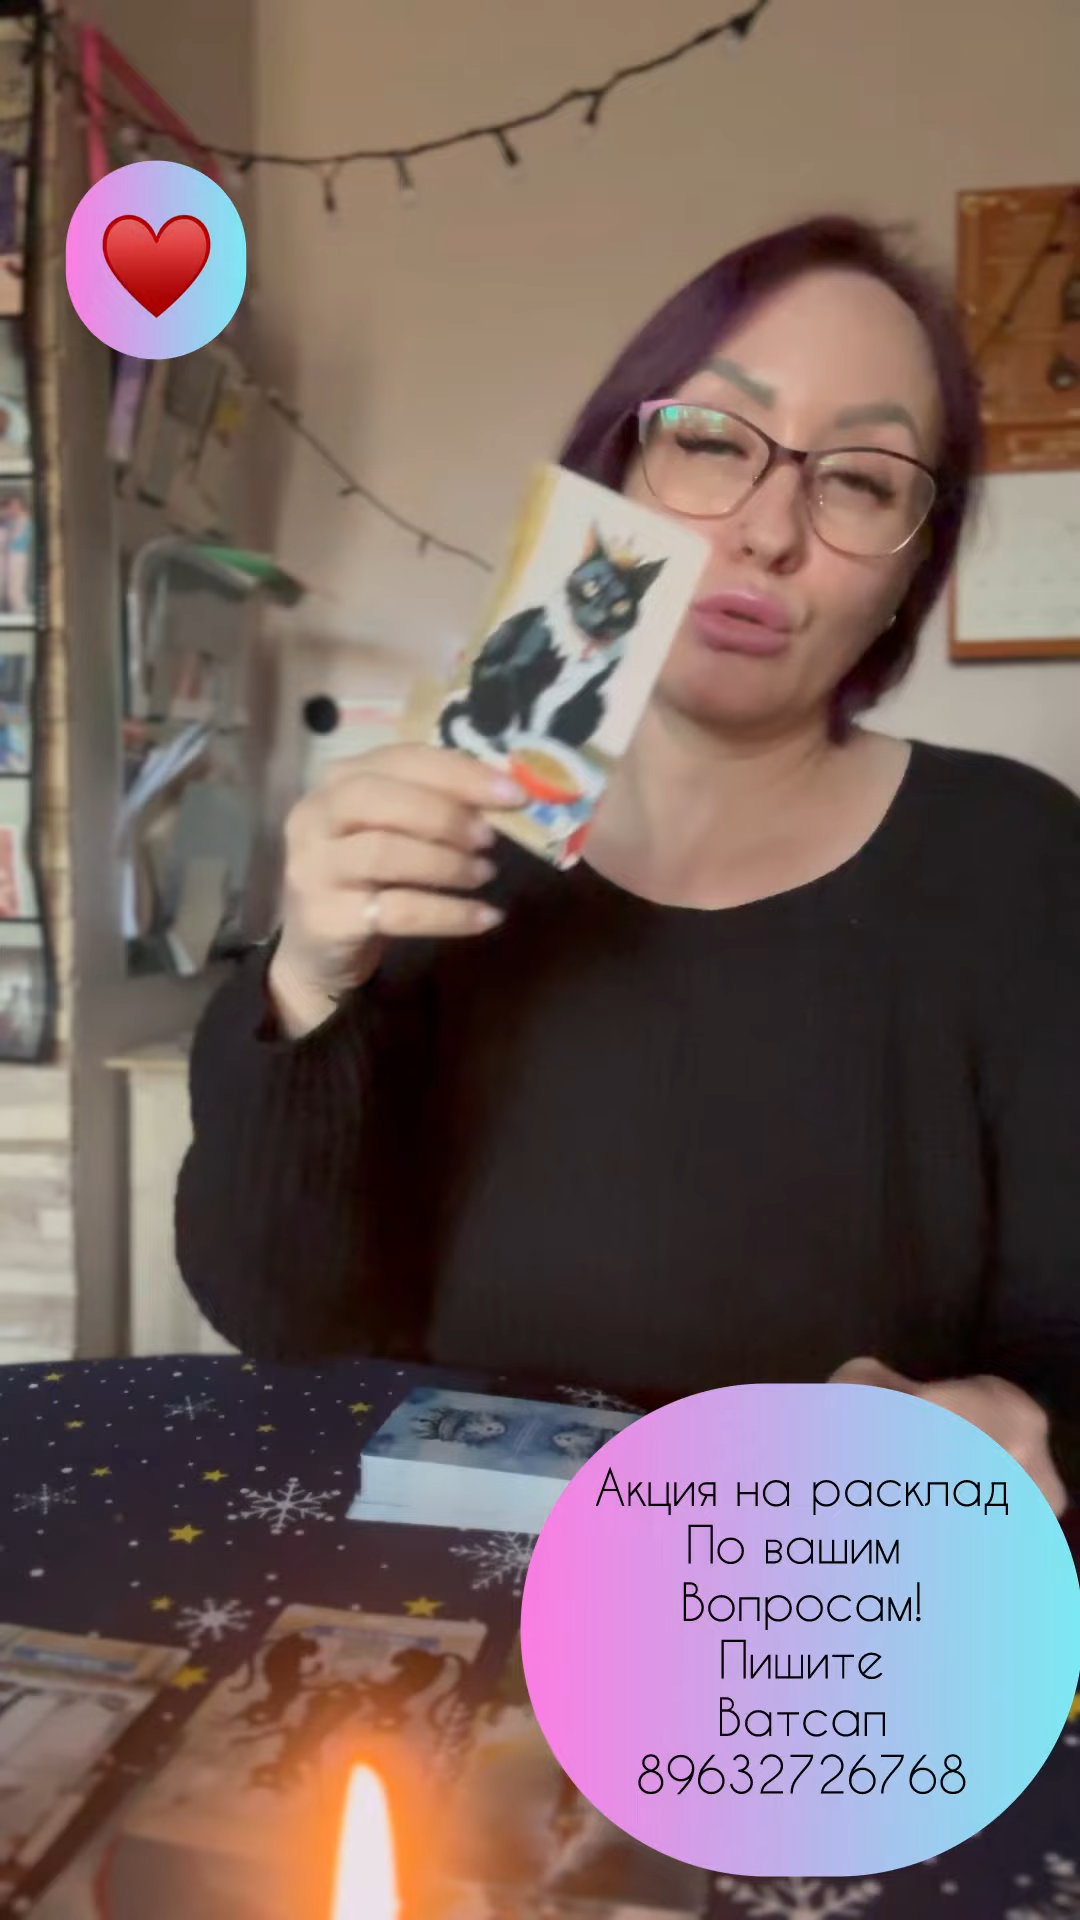 Акция на расклад
По вашим
Вопросам!
Пишите
Ватсап
89632726768